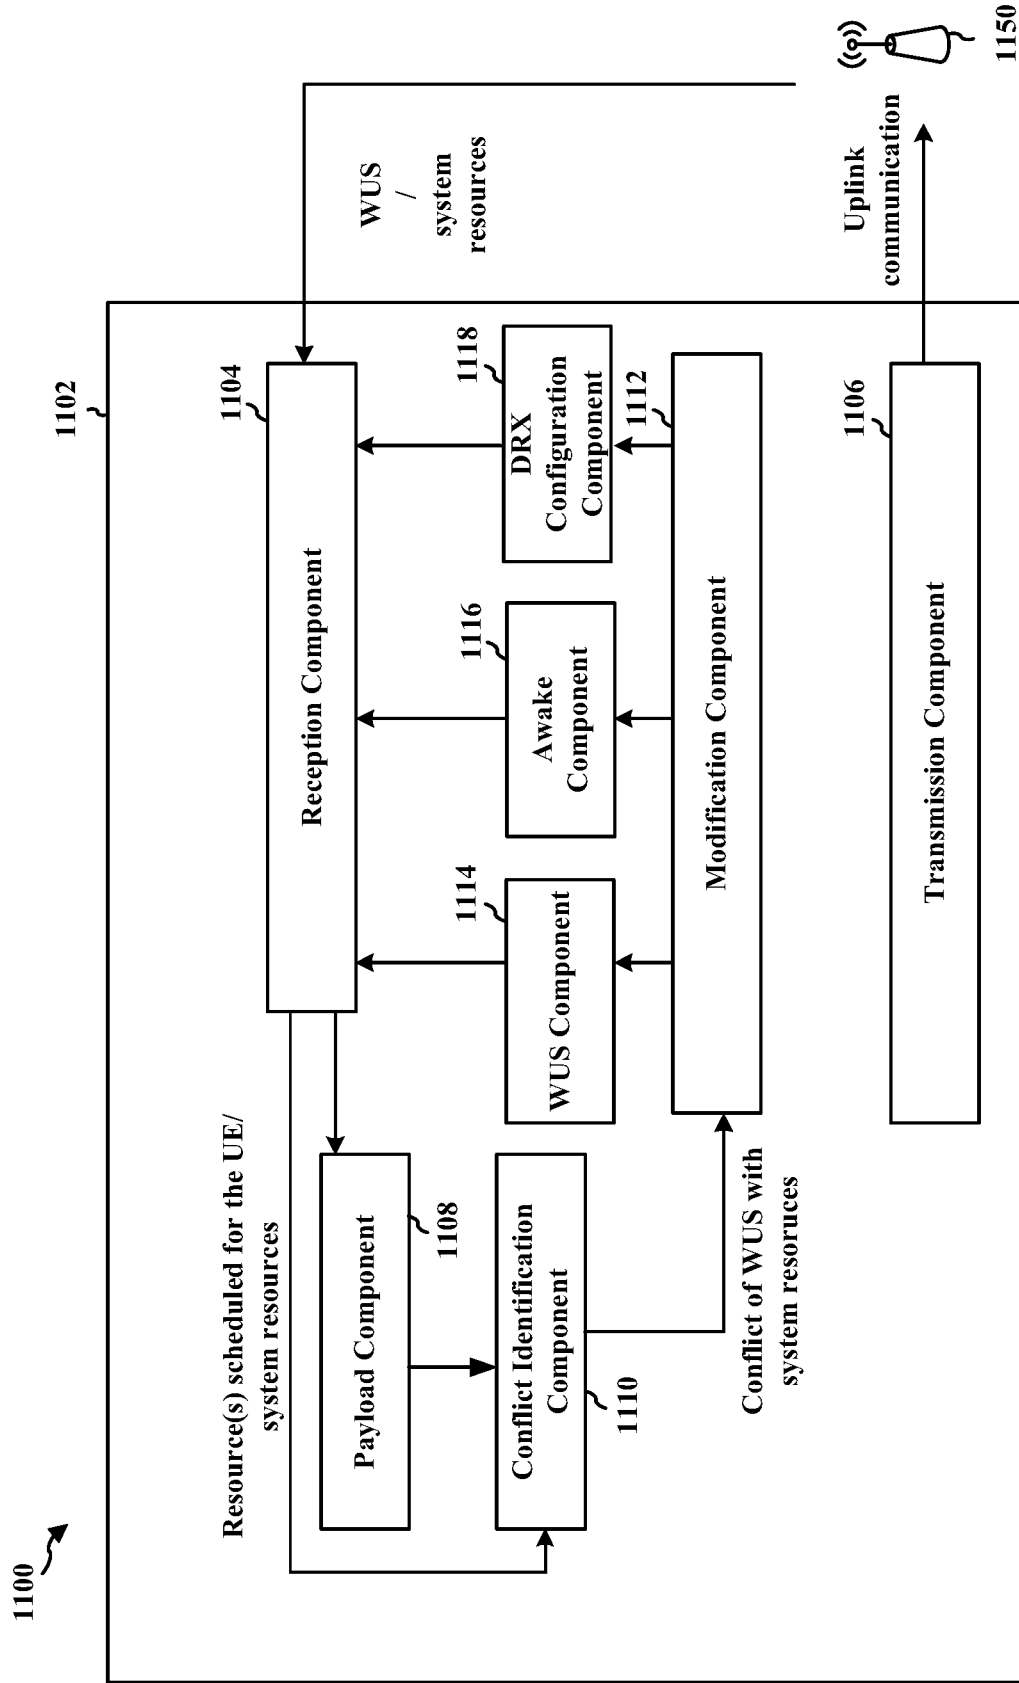 1100
1102
Resource(s) scheduled for the UE/
system resources
1104
Reception Component
WUS
/
system
resources
Payload Component
1108
Conflict Identification
Component
1110
1114
WUS Component
1116
Awake
Component
1118
DRX
Configuration
Component
1112
Modification Component
Conflict of WUS with
system resoruces
1106
Transmission Component
Uplink
communication
1150